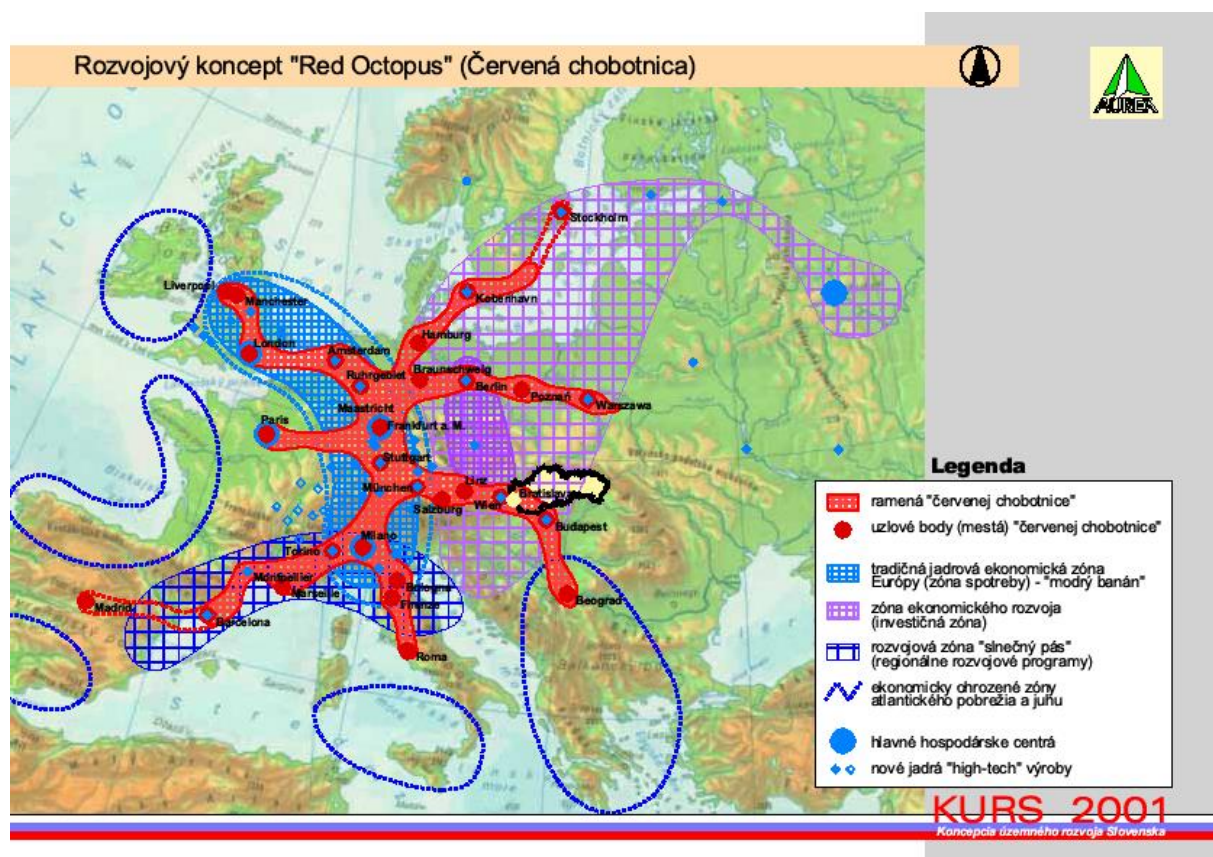 Rozvojový koncept "Red Octopus" (Červená chobotnica)
AUREX
Stockholm
København
Liverpool
Manchester
Hamburg
London
Amsterdam
Ruhrgebiet
Braunschweig
Berlin
Poznań
Warszawa
Maastricht
Paris
Frankfurt a. M.
Stuttgart
München
Linz
Salzburg
Wien
Bratislava
Budapest
Milano
Torino
Montpellier
Marseille
Bologna
Firenze
Beograd
Madrid
Barcelona
Roma
Legenda
ramená "červenej chobotnice"
uzlové body (mestá) "červenej chobotnice"
tradičná jadrová ekonomická zóna
Európy (zóna spotreby) - "modrý banán"
zóna ekonomického rozvoja
(investičná zóna)
rozvojová zóna "slnečný pás"
(regionálne rozvojové programy)
ekonomicky ohrozené zóny
atlantického pobrežia a juhu
hlavné hospodárske centrá
nové jadrá "high-tech" výroby
KURS 2001
Koncepcia územného rozvoja Slovenska